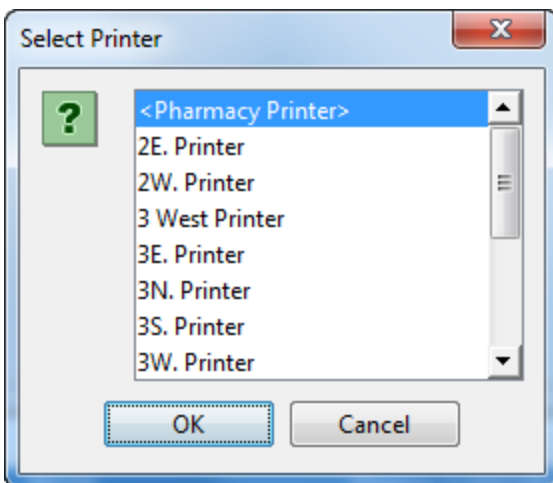 Select Printer
?
<Pharmacy Printer>
2E. Printer
2W. Printer
3 West Printer
3E. Printer
3N. Printer
3S. Printer
3W. Printer
OK
Cancel